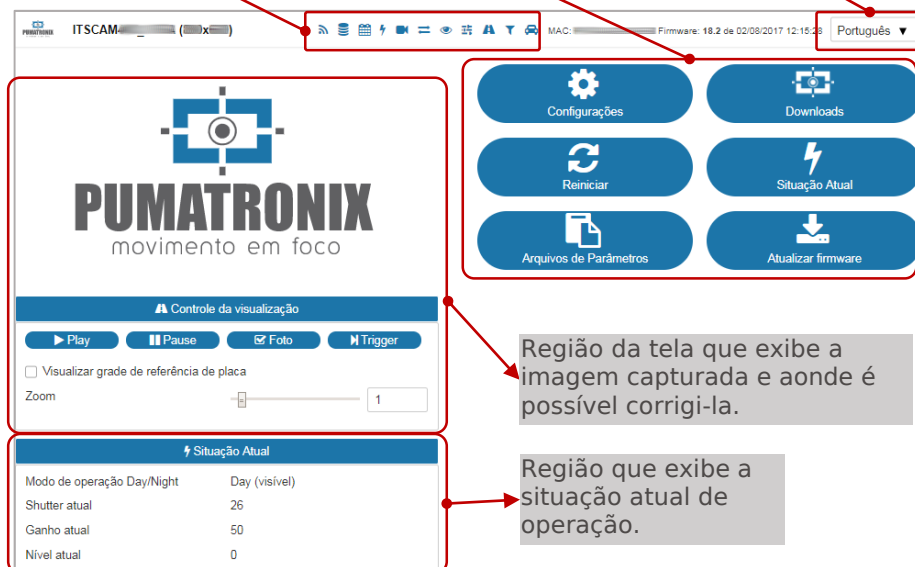 PUMATRONIX ITSCAM ( x ) MAC: Firmware: 18.2 de 02/08/2017 12:15:28 Português ▼
Configurações Downloads
Reiniciar Situação Atual
Arquivos de Parâmetros Atualizar firmware
PUMATRONIX
movimento em foco
Controle da visualização
Play Pause Foto Trigger
Visualizar grade de referência de placa
Zoom 1
Região da tela que exibe a
imagem capturada e aonde é
possível corrigi-la.
Situação Atual
Modo de operação Day/Night Day (visível)
Shutter atual 26
Ganho atual 50
Nível atual 0
Região que exibe a
situação atual de
operação.